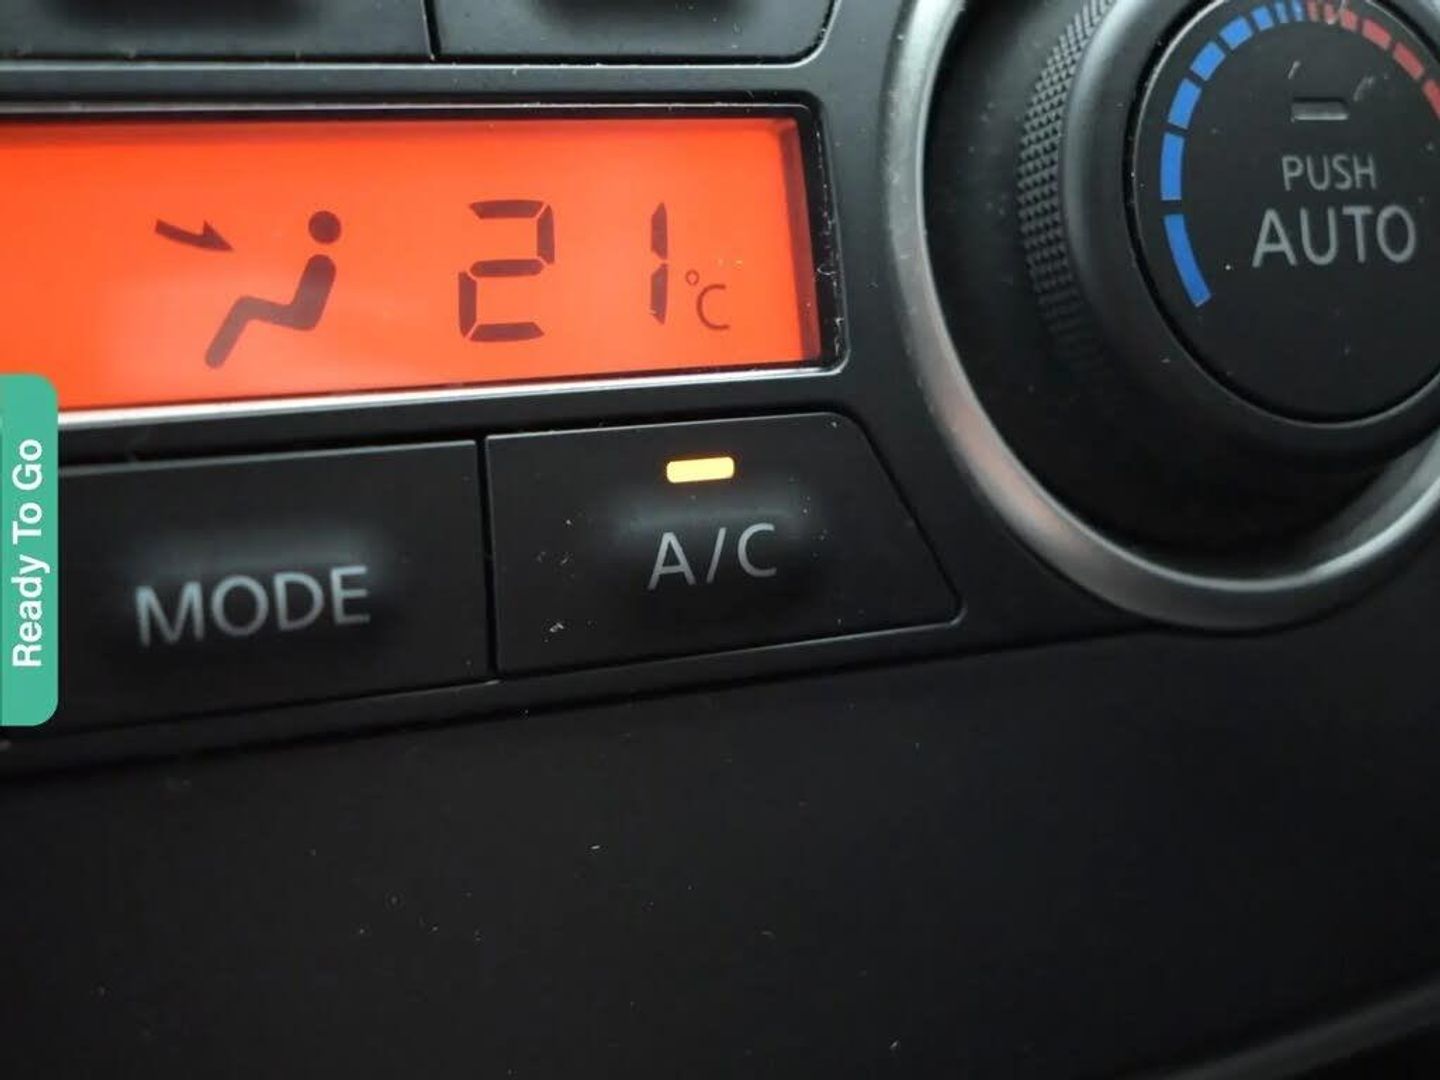 21 °C
PUSH
AUTO
MODE
A/C
Ready To Go